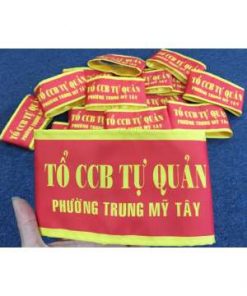 TỔ CCB TỰ QUẢN
PHƯỜNG TRUNG MỸ TÂY